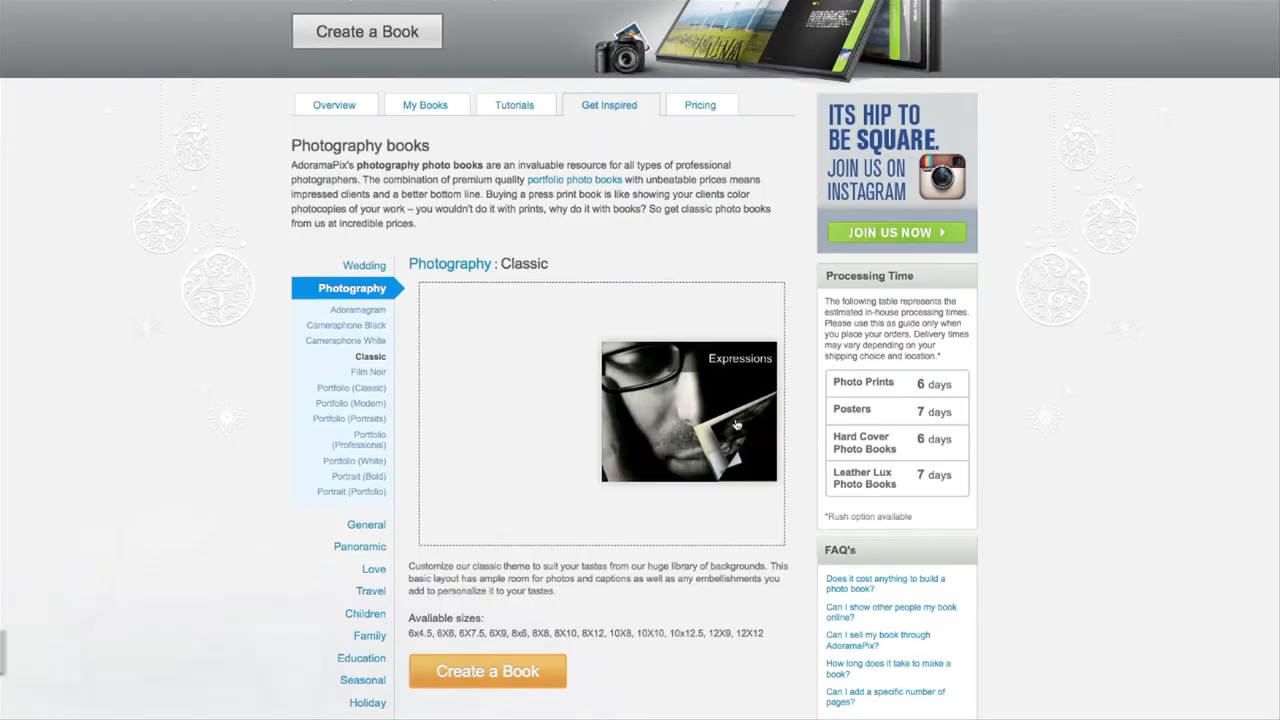 Create a Book
Overview
My Books
Tutorials
Get Inspired
Pricing
Photography books
AdoramaPix's photography photo books are an invaluable resource for all types of professional
photographers. The combination of premium quality portfolio photo books with unbeatable prices means
impressed clients and a better bottom line. Buying a press print book is like showing your clients color
photocopies of your work – you wouldn't do it with prints, why do it with books? So get classic photo books
from us at incredible prices.
Wedding
Photography
Adoramagram
Cameraphone Black
Cameraphone White
Classic
Film Noir
Portfolio (Classic)
Portfolio (Modern)
Portfolio (Portraits)
Portfolio
(Professional)
Portfolio (White)
Portrait (Bold)
Portrait (Portfolio)
General
Panoramic
Love
Travel
Children
Family
Education
Seasonal
Holiday
Photography : Classic
Expressions
Customize our classic theme to suit your tastes from our huge library of backgrounds. This
basic layout has ample room for photos and captions as well as any embellishments you
add to personalize it to your tastes.
Available sizes:
6x4.5, 6X6, 6X7.5, 6X9, 8x6, 8X8, 8X10, 8X12, 10X8, 10X10, 10x12.5, 12X9, 12X12
Create a Book
ITS HIP TO
BE SQUARE.
JOIN US ON
INSTAGRAM
JOIN US NOW
Processing Time
The following table represents the
estimated in-house processing times.
Please use this as guide only when
you place your orders. Delivery times
may vary depending on your
shipping choice and location.*
Photo Prints 6 days
Posters 7 days
Hard Cover
Photo Books 6 days
Leather Lux
Photo Books 7 days
*Rush option available
FAQ's
Does it cost anything to build a
photo book?
Can I show other people my book
online?
Can I sell my book through
AdoramaPix?
How long does it take to make a
book?
Can I add a specific number of
pages?